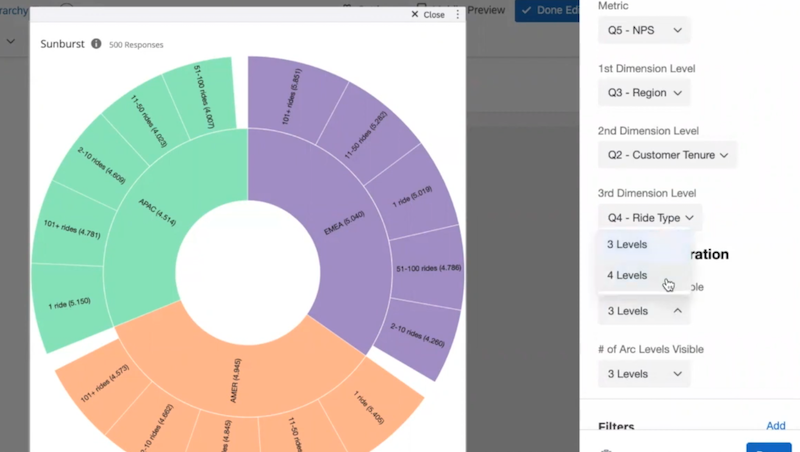 rarchy
Preview
Done Edi
Close
Sunburst
500 Responses
51-100 rides (4.007)
11-50 rides (4.023)
2-10 rides (4.609)
101+ rides (4.781)
1 ride (5.150)
APAC (4.514)
101+ rides (5.851)
11-50 rides (5.282)
1 ride (5.019)
51-100 rides (4.786)
2-10 rides (4.260)
EMEA (5.040)
AMER (4.945)
101+ rides (4.573)
2-10 rides (4.662)
(4.845)
11-50
1 ride (5.405)
Metric
Q5 - NPS
1st Dimension Level
Q3 - Region
2nd Dimension Level
Q2 - Customer Tenure
3rd Dimension Level
Q4 - Ride Type
3 Levels
ration
4 Levels
ble
3 Levels
# of Arc Levels Visible
3 Levels
Filters
Add